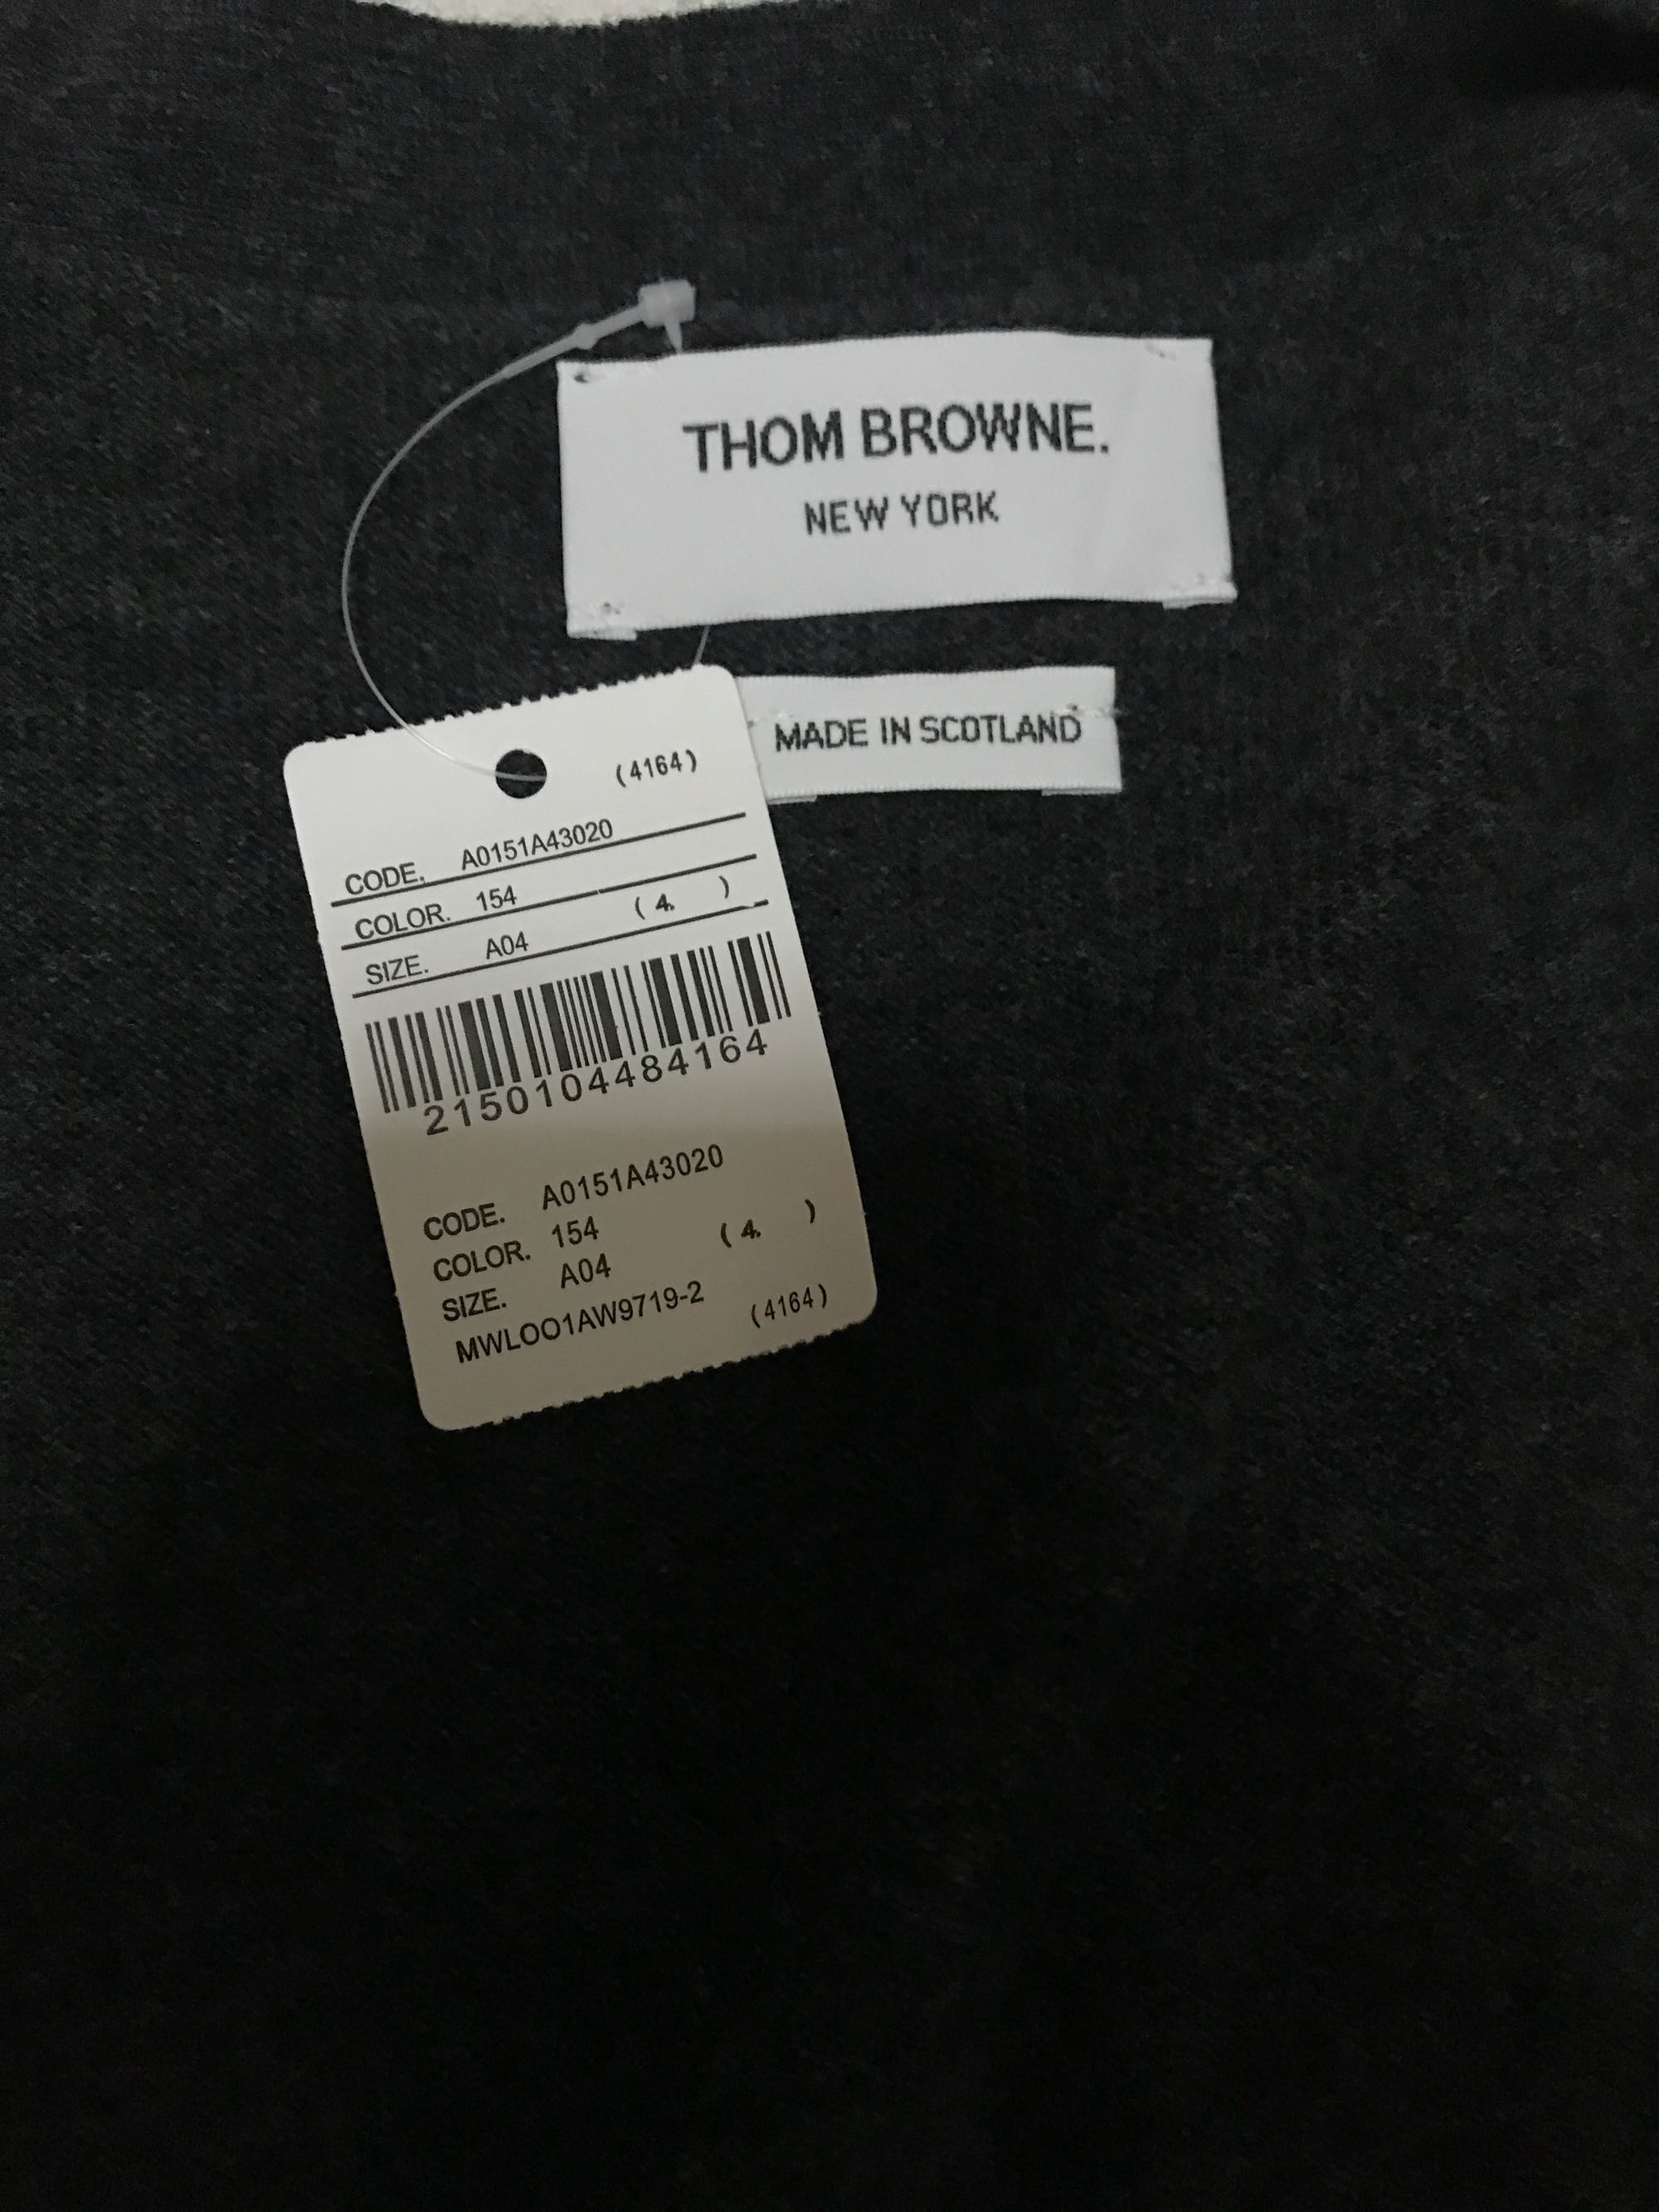 THOM BROWNE.
NEW YORK
MADE IN SCOTLAND
(4164)
CODE. A0151A43020
COLOR. 154
SIZE. A04 (4. )
2150104484164
CODE. A0151A43020
COLOR. 154
SIZE. A04 (4. )
MWLOO1AW9719-2 (4164)